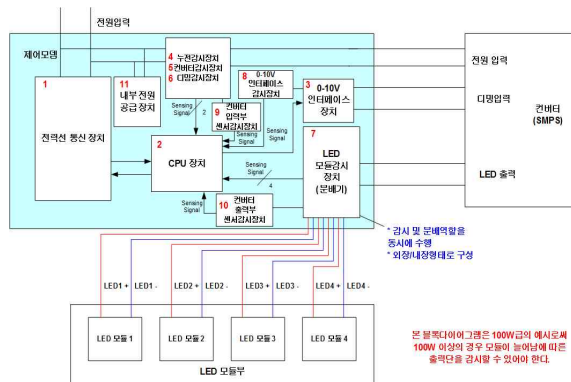 전원입력
제어모뎀
1
전력선 통신 장치
11
내부 전원
공급 장치
4 누전감시장치
5 컨버터감시장치
6 디밍감시장치
8 0-10V
인터페이스
감시장치
3 0-10V
인터페이스
장치
전원 입력
디밍입력
컨버터
(SMPS)
LED 출력
Sensing
Signal
2
9 컨버터
입력부
센서감시장치
Sensing
Signal
Sensing
Signal
2
CPU 장치
7
LED
모듈감시
장치
(분배기)
Sensing
Signal
4
Sensing
Signal
10 컨버터
출력부
센서감시장치
* 감시 및 분배역할을
동시에 수행
* 외장/내장형태로 구성
LED1 + LED1 - LED2 + LED2 - LED3 + LED3 - LED4 + LED4 -
LED 모듈 1
LED 모듈 2
LED 모듈 3
LED 모듈 4
LED 모듈부
본 블록다이어그램은 100W급의 예시로써
100W 이상의 경우 모듈이 늘어남에 따른
출력단을 감시할 수 있어야 한다.